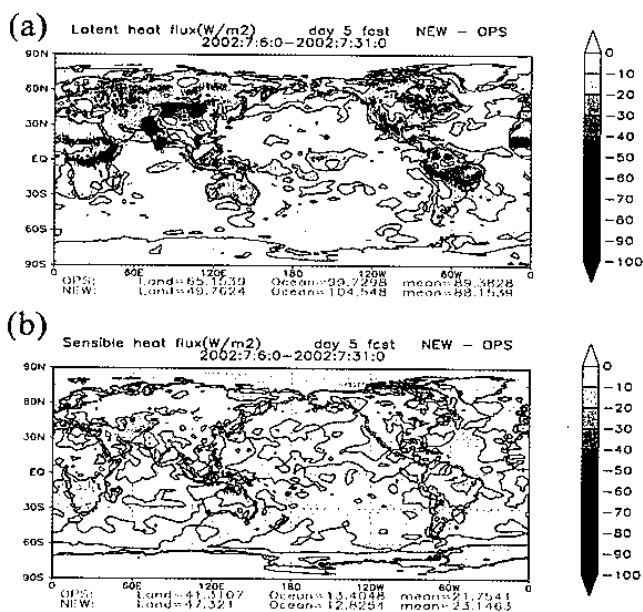 (a)
Latent heat flux(W/m2) day 5 fcst NEW - OPS
2002:7:6:0-2002:7:31:0
90N
60N
30N
EQ
30S
60S
90S
0 60E 120E 180 120W 60W 0
OPS: Land=65.1539 Ocean=99.7298 mean=89.3828
NEW: Land=49.7624 Ocean=104.548 mean=88.1539
0
-10
-20
-30
-40
-50
-60
-70
-80
-90
-100
(b)
Sensible heat flux(W/m2) day 5 fcst NEW - OPS
2002:7:6:0-2002:7:31:0
90N
60N
30N
EQ
30S
60S
90S
0 60E 120E 180 120W 60W 0
OPS: Land=41.3107 Ocean=13.4048 mean=21.7541
NEW: Land=47.321 Ocean=12.8251 mean=23.1463
0
-10
-20
-30
-40
-50
-60
-70
-80
-90
-100